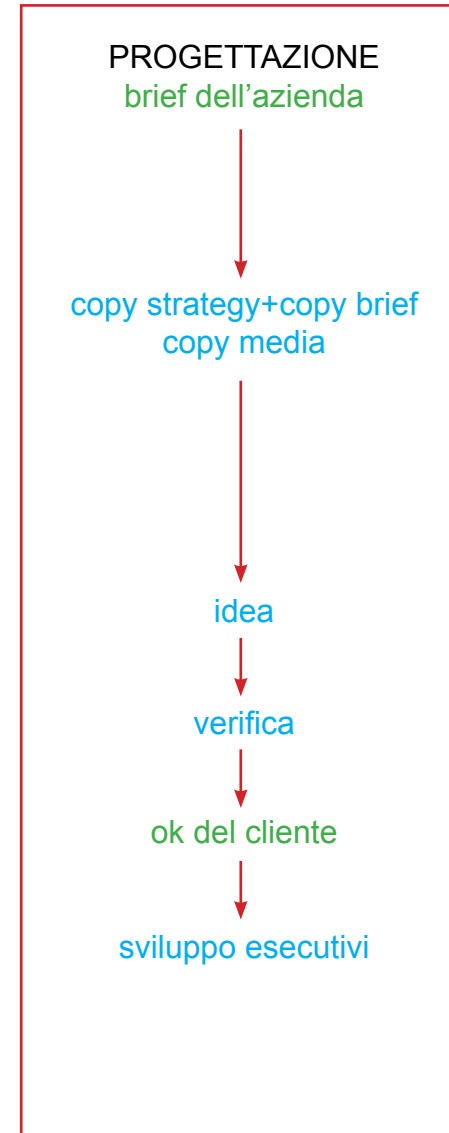 PROGETTAZIONE
brief dell’azienda
copy strategy+copy brief
copy media
idea
verifica
ok del cliente
sviluppo esecutivi